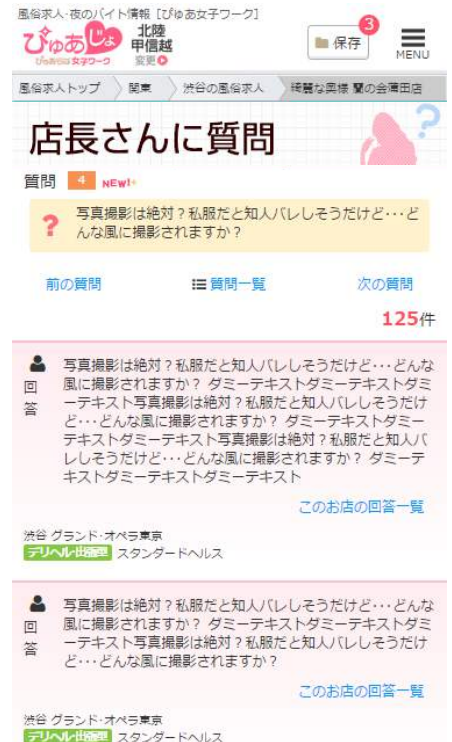 風俗求人・夜のバイト情報［ぴゅあ女子ワーク］
ぴゅあじょ
ぴゅあらば女子ワーク
北陸
甲信越
変更
保存
3
MENU
風俗求人トップ 関東 渋谷の風俗求人 綺麗な奥様 蘭の会蒲田店
店長さんに質問
?
質問 4 NEW!
? 写真撮影は絶対？私服だと知人バレしそうだけど・・・ど
んな風に撮影されますか？
前の質問 質問一覧 次の質問
125件
回
答
写真撮影は絶対？私服だと知人バレしそうだけど・・・どんな
風に撮影されますか？ ダミーテキストダミーテキストダミ
ーテキスト写真撮影は絶対？私服だと知人バレしそうだけ
ど・・・どんな風に撮影されますか？ ダミーテキストダミー
テキストダミーテキスト写真撮影は絶対？私服だと知人バ
レしそうだけど・・・どんな風に撮影されますか？ ダミーテ
キストダミーテキストダミーテキスト
このお店の回答一覧
渋谷 グランド・オペラ東京
デリヘル・出張型 スタンダードヘルス
回
答
写真撮影は絶対？私服だと知人バレしそうだけど・・・どんな
風に撮影されますか？ ダミーテキストダミーテキストダミ
ーテキスト写真撮影は絶対？私服だと知人バレしそうだけ
ど・・・どんな風に撮影されますか？
このお店の回答一覧
渋谷 グランド・オペラ東京
デリヘル・出張型 スタンダードヘルス